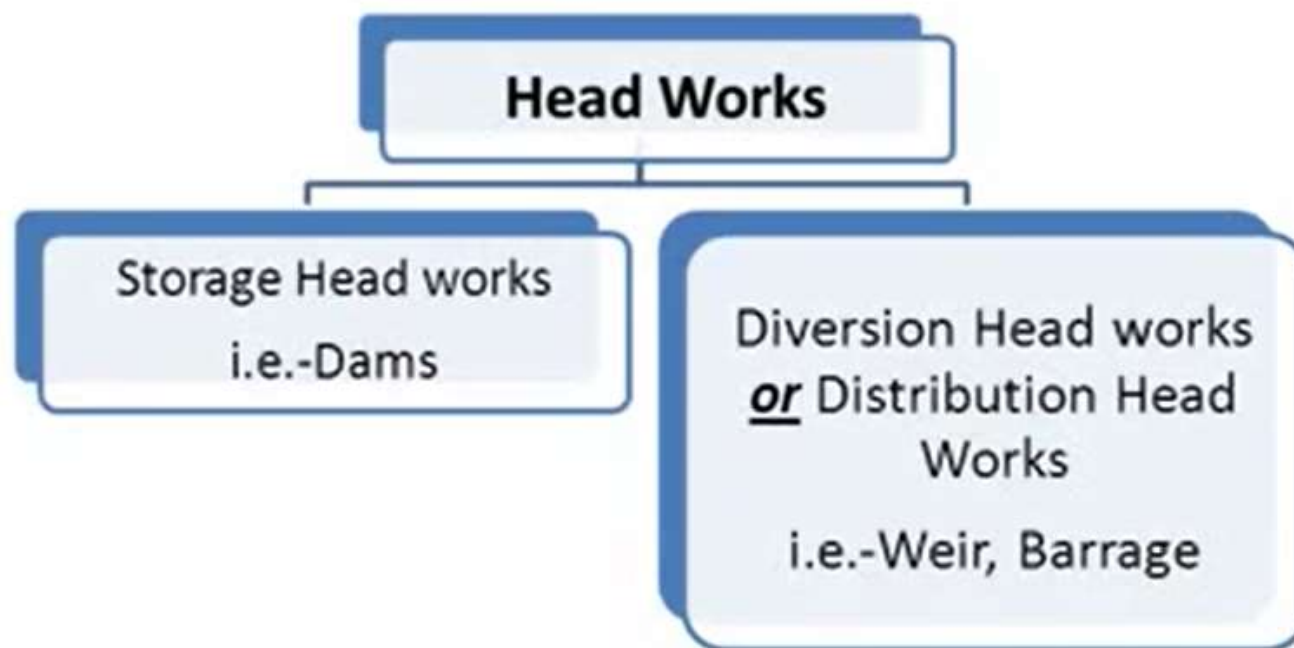 Head Works
Storage Head works
i.e.-Dams
Diversion Head works
or Distribution Head
Works
i.e.-Weir, Barrage